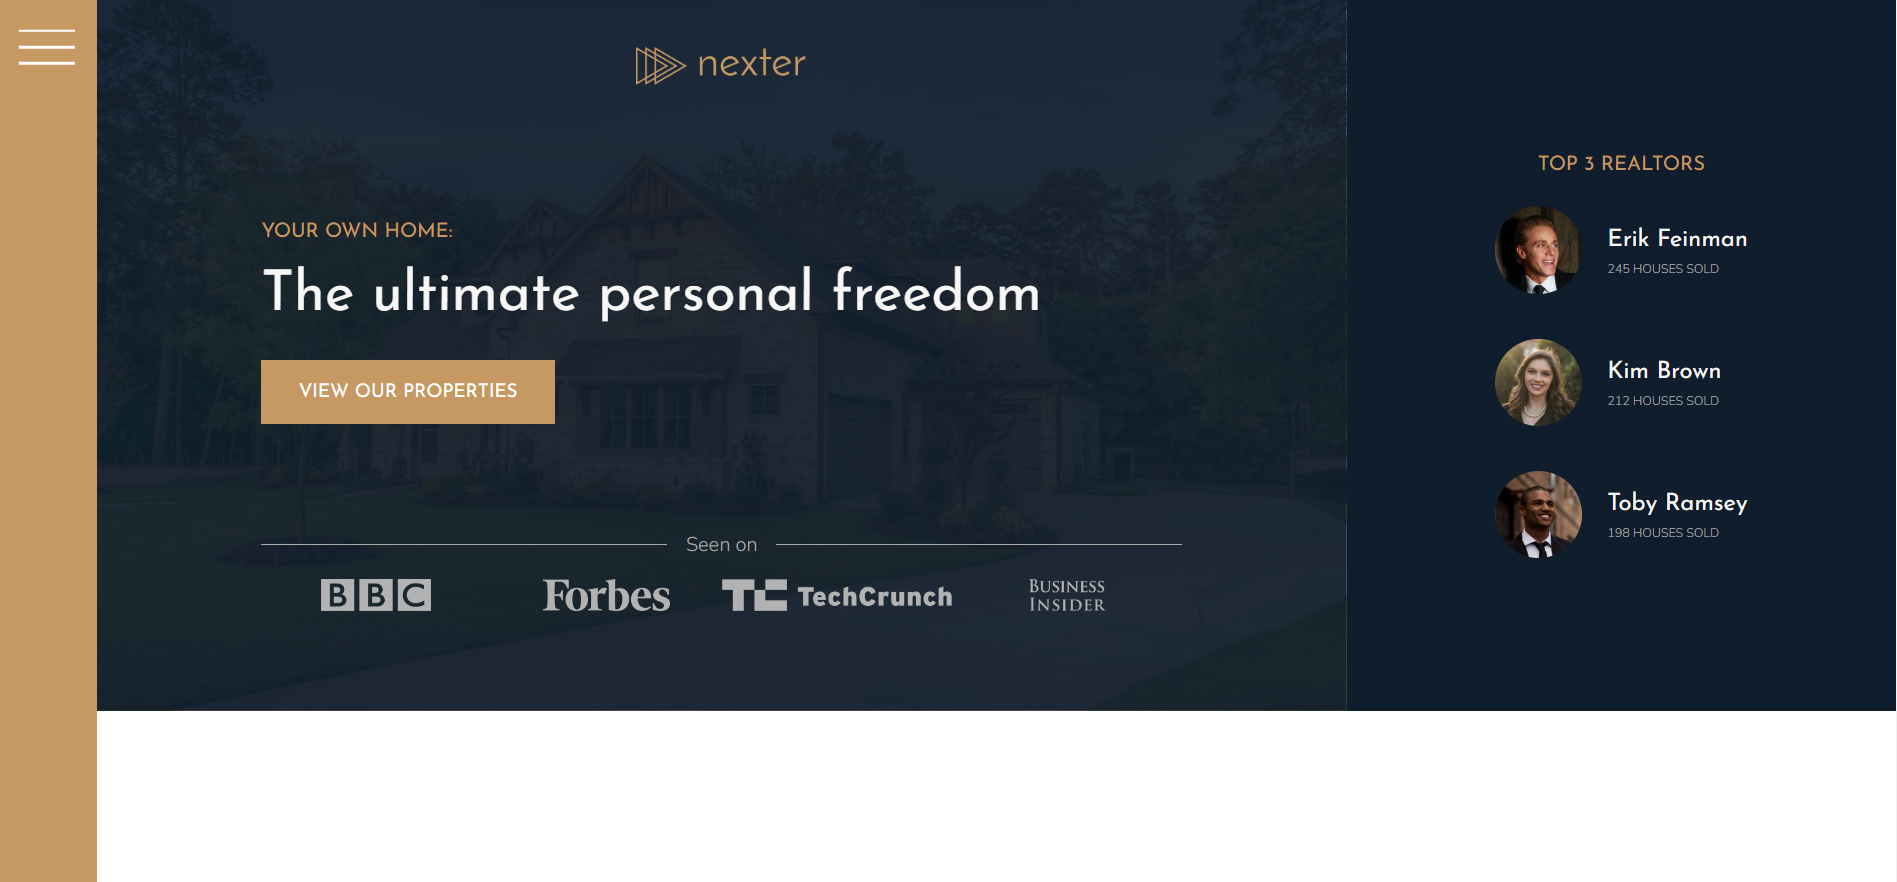 nexter
YOUR OWN HOME:
The ultimate personal freedom
VIEW OUR PROPERTIES
Seen on
BBC
Forbes
TC TechCrunch
BUSINESS
INSIDER
TOP 3 REALTORS
Erik Feinman
245 HOUSES SOLD
Kim Brown
212 HOUSES SOLD
Toby Ramsey
198 HOUSES SOLD